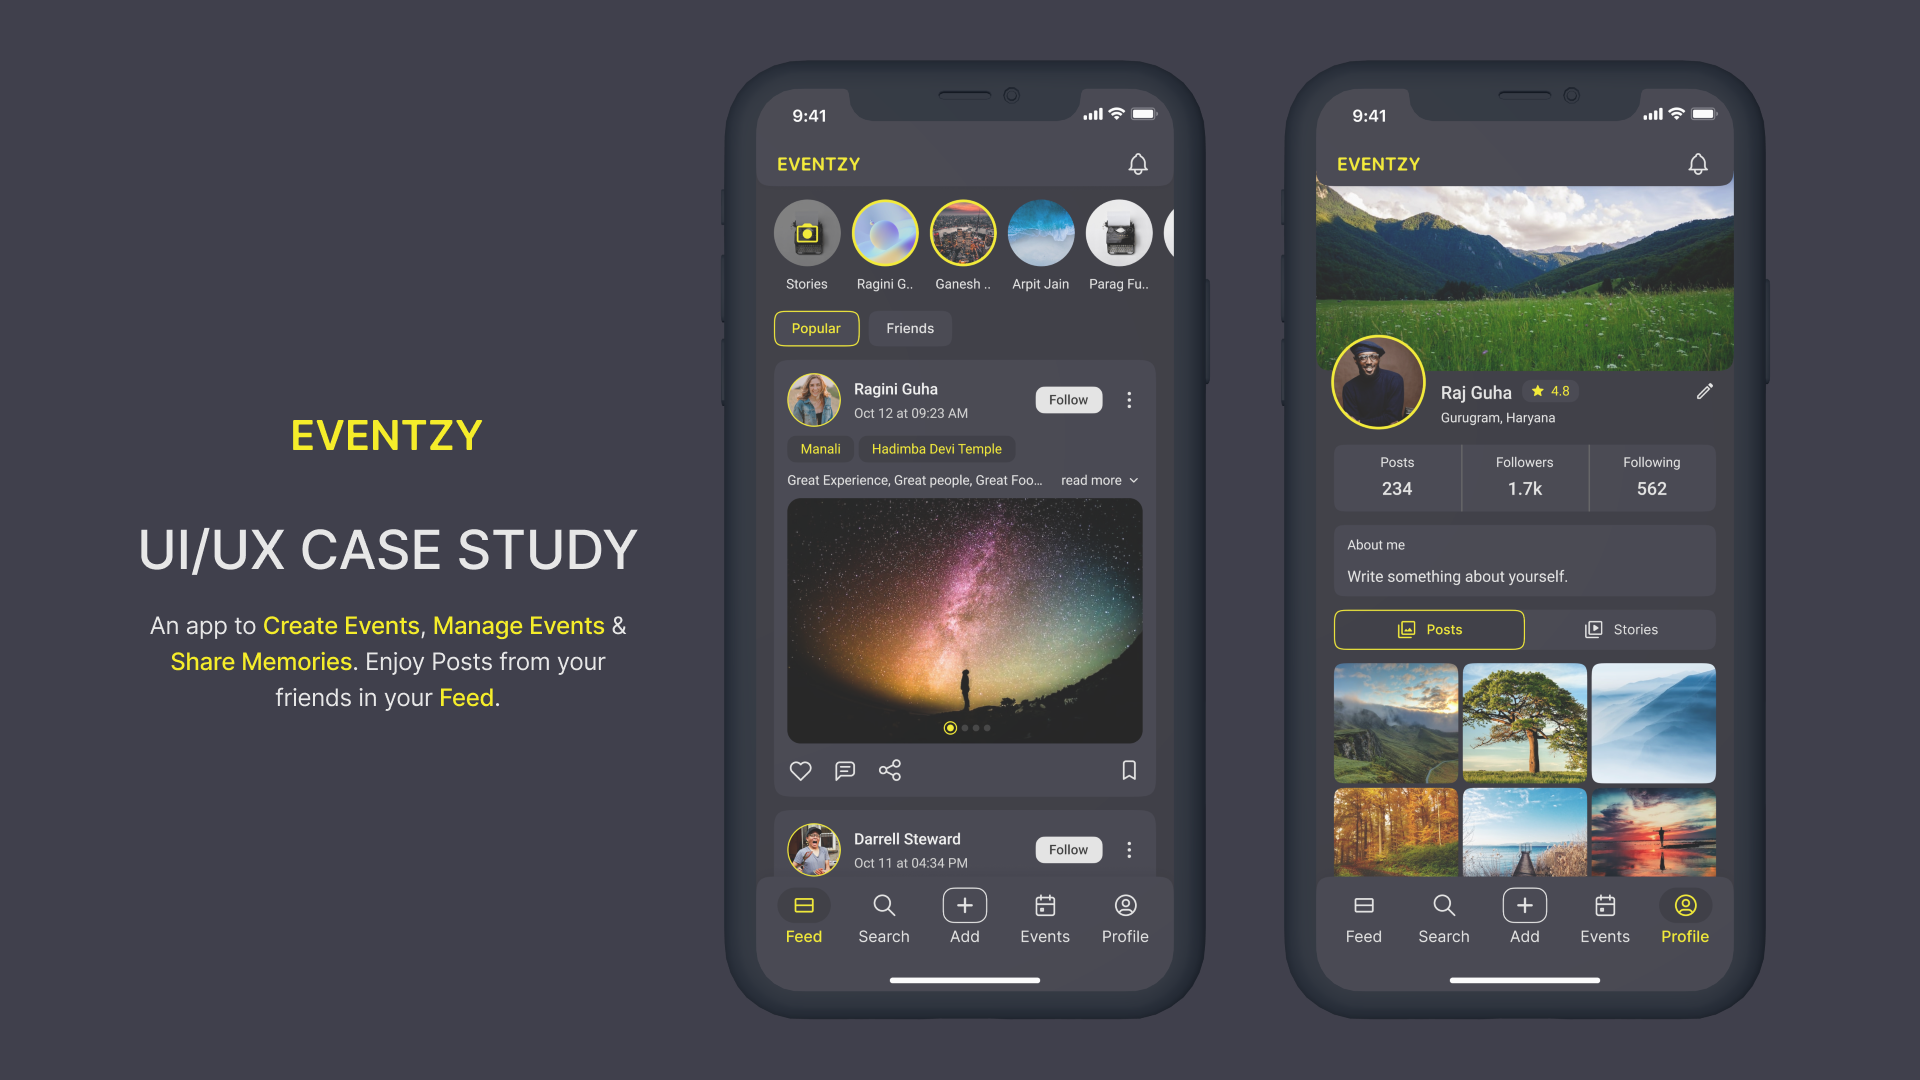 EVENTZY
UI/UX CASE STUDY
An app to Create Events, Manage Events &
Share Memories. Enjoy Posts from your
friends in your Feed.
9:41
EVENTZY
Stories
Ragini G..
Ganesh ..
Arpit Jain
Parag Fu..
Popular
Friends
Ragini Guha
Oct 12 at 09:23 AM
Follow
Manali
Hadimba Devi Temple
Great Experience, Great people, Great Foo... read more
Darrell Steward
Oct 11 at 04:34 PM
Follow
Feed
Search
Add
Events
Profile
9:41
EVENTZY
Raj Guha
4.8
Gurugram, Haryana
Posts
234
Followers
1.7k
Following
562
About me
Write something about yourself.
Posts
Stories
Feed
Search
Add
Events
Profile